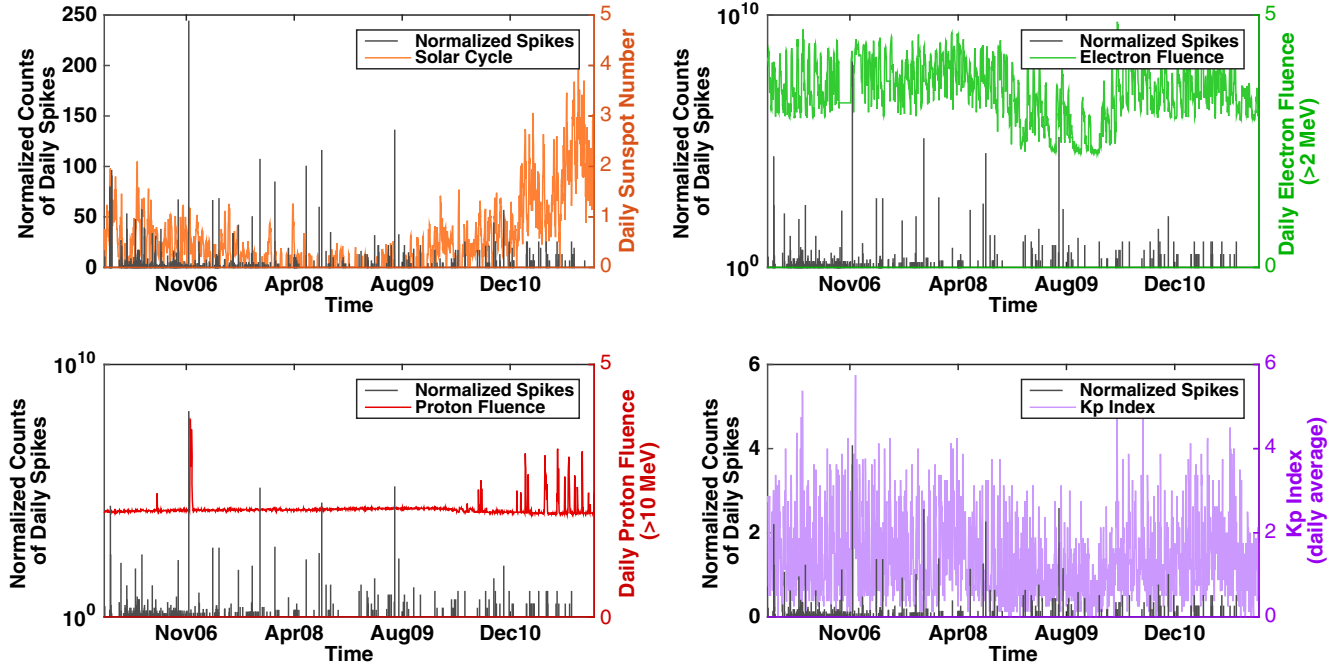 250
200
150
100
50
0
Normalized Counts
of Daily Spikes
Normalized Spikes
Solar Cycle
5
4
3
2
1
0
Daily Sunspot Number
Nov06 Apr08 Aug09 Dec10
Time
10^10
10^0
Normalized Counts
of Daily Spikes
Normalized Spikes
Electron Fluence
5
0
Daily Electron Fluence
(>2 MeV)
Nov06 Apr08 Aug09 Dec10
Time
10^10
10^0
Normalized Counts
of Daily Spikes
Normalized Spikes
Proton Fluence
5
0
Daily Proton Fluence
(>10 MeV)
Nov06 Apr08 Aug09 Dec10
Time
6
4
2
0
Normalized Counts
of Daily Spikes
Normalized Spikes
Kp Index
6
4
2
0
Kp Index
(daily average)
Nov06 Apr08 Aug09 Dec10
Time